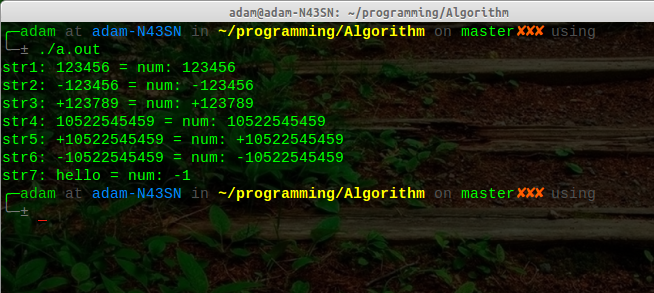 adam@adam-N43SN: ~/programming/Algorithm
╭─adam at adam-N43SN in ~/programming/Algorithm on master✘✘✘ using
╰─± ./a.out
str1: 123456 = num: 123456
str2: -123456 = num: -123456
str3: +123789 = num: +123789
str4: 10522545459 = num: 10522545459
str5: +10522545459 = num: +10522545459
str6: -10522545459 = num: -10522545459
str7: hello = num: -1
╭─adam at adam-N43SN in ~/programming/Algorithm on master✘✘✘ using
╰─± _